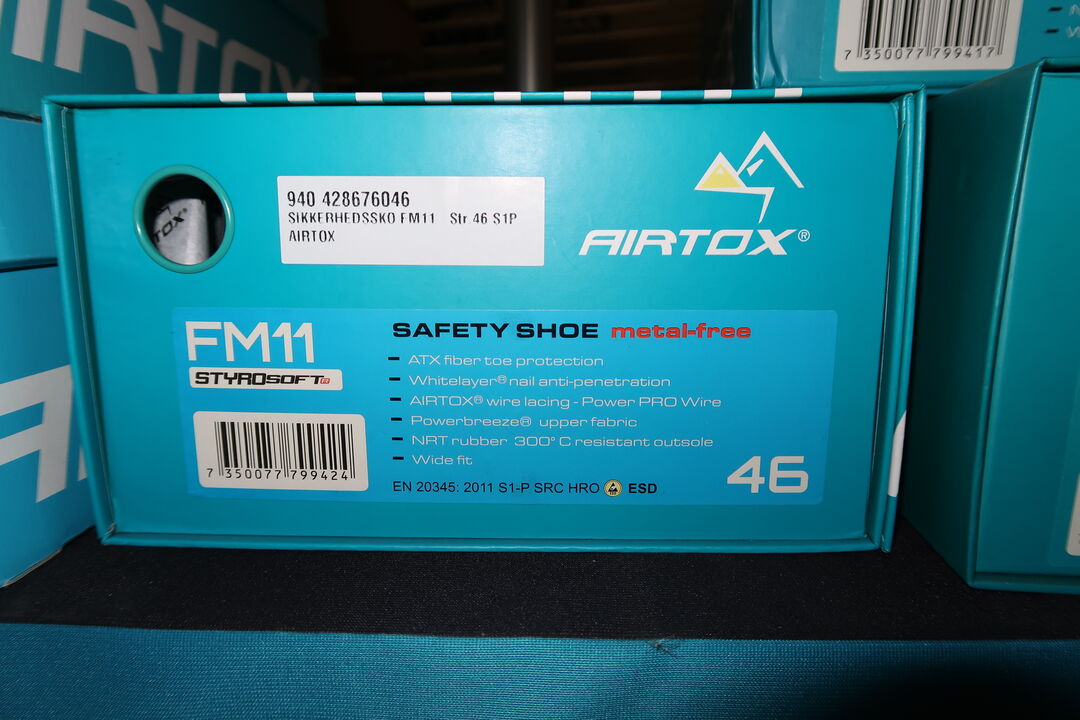 AIRTOX
7 350077 799417
940 428676046
SIKKERHEDSSKO FM11 Str 46 S1P
AIRTOX
TOX®
AIRTOX®
FM11
STYROSOFT
SAFETY SHOE metal-free
- ATX fiber toe protection
- Whitelayer® nail anti-penetration
- AIRTOX® wire lacing - Power PRO Wire
- Powerbreeze® upper fabric
- NRT rubber 300° C resistant outsole
- Wide fit
7 350077 799424
46
EN 20345: 2011 S1-P SRC HRO ESD